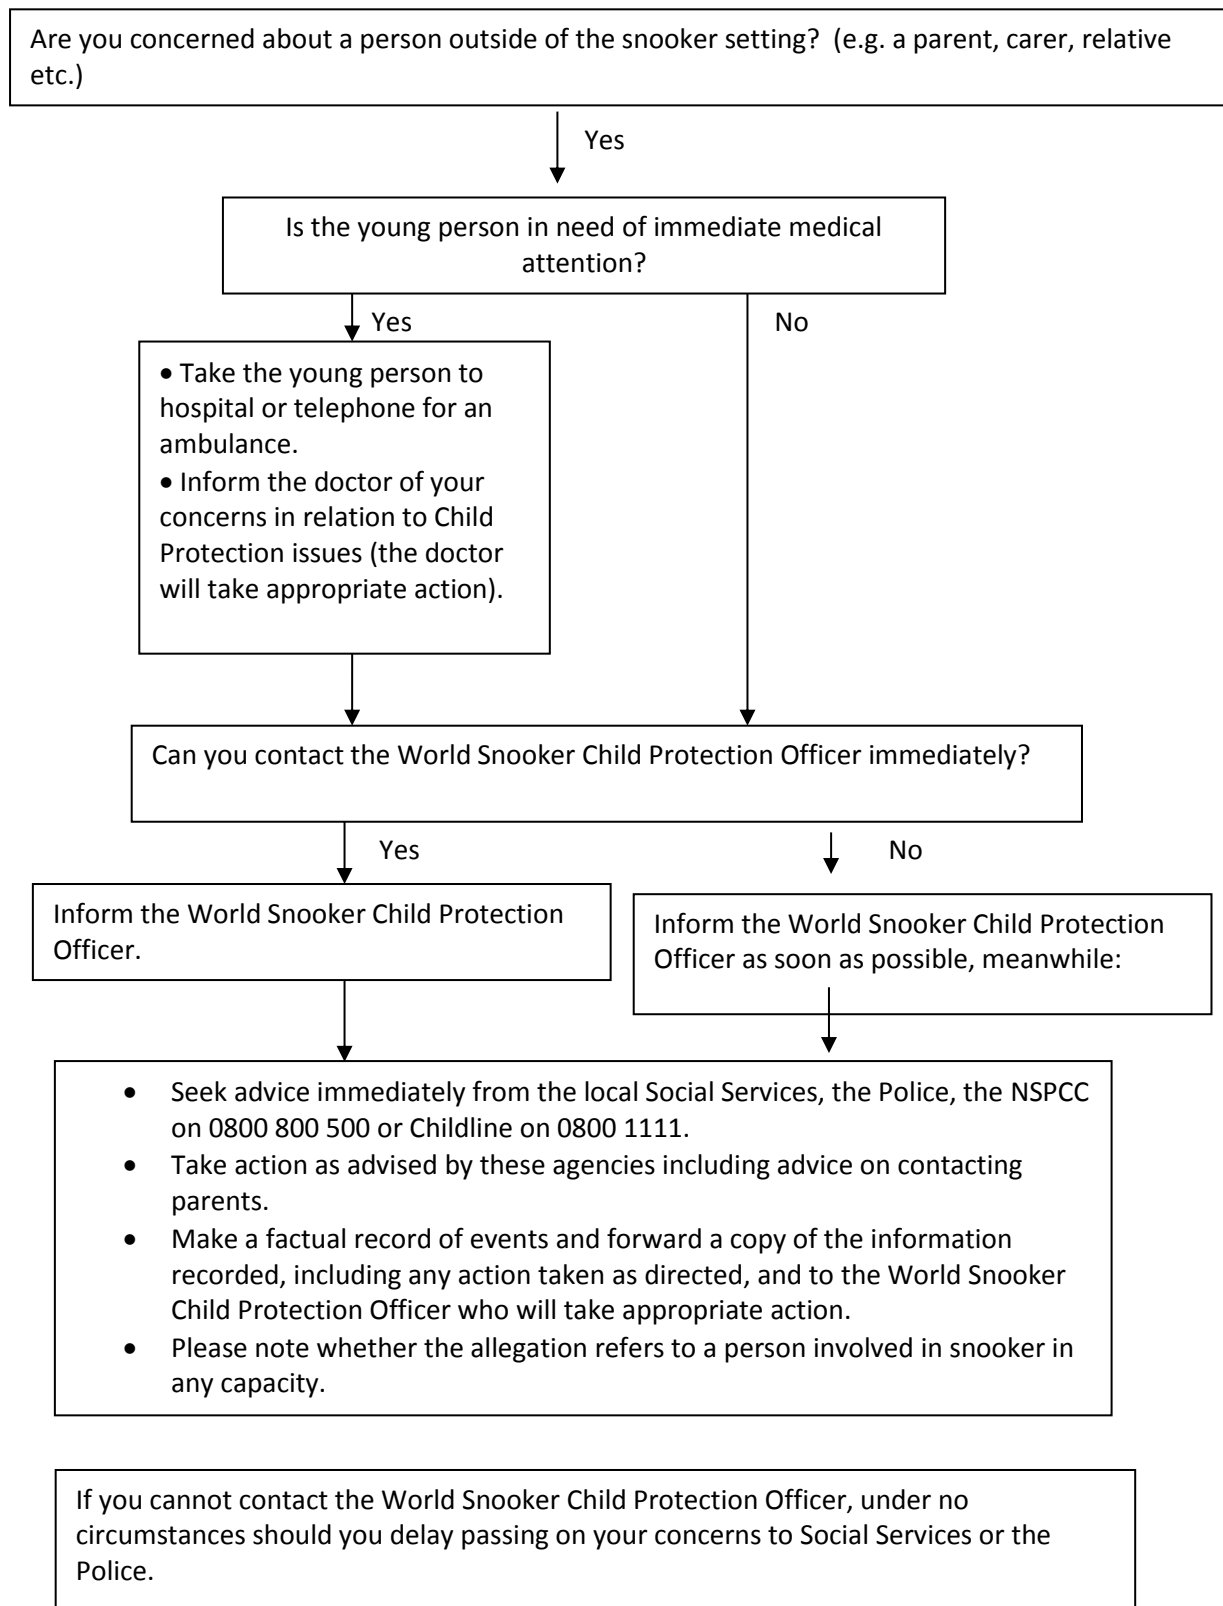 Are you concerned about a person outside of the snooker setting?  (e.g. a parent, carer, relative
etc.)
Yes
Is the young person in need of immediate medical
attention?
Yes
No
• Take the young person to
hospital or telephone for an
ambulance.
• Inform the doctor of your
concerns in relation to Child
Protection issues (the doctor
will take appropriate action).
Can you contact the World Snooker Child Protection Officer immediately?
Yes
No
Inform the World Snooker Child Protection
Officer.
Inform the World Snooker Child Protection
Officer as soon as possible, meanwhile:
• Seek advice immediately from the local Social Services, the Police, the NSPCC
on 0800 800 500 or Childline on 0800 1111.
• Take action as advised by these agencies including advice on contacting
parents.
• Make a factual record of events and forward a copy of the information
recorded, including any action taken as directed, and to the World Snooker
Child Protection Officer who will take appropriate action.
• Please note whether the allegation refers to a person involved in snooker in
any capacity.
If you cannot contact the World Snooker Child Protection Officer, under no
circumstances should you delay passing on your concerns to Social Services or the
Police.